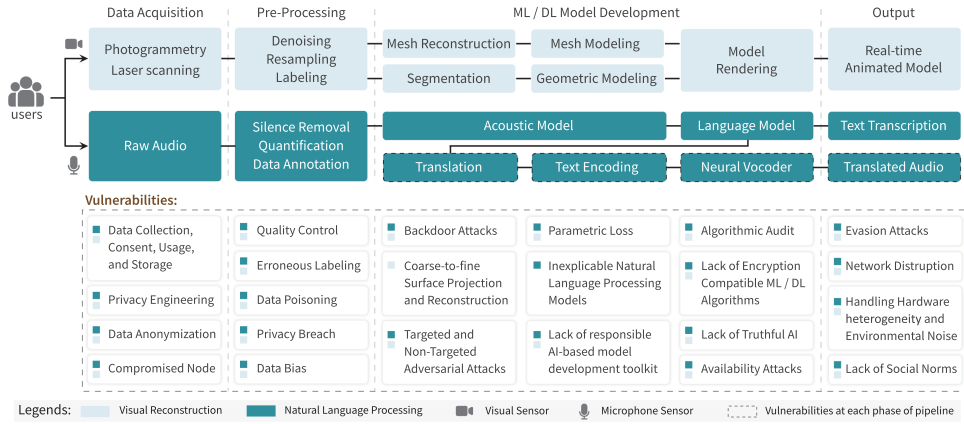 Data Acquisition
Pre-Processing
ML / DL Model Development
Output
users
Photogrammetry
Laser scanning
Denoising
Resampling
Labeling
Mesh Reconstruction
Mesh Modeling
Segmentation
Geometric Modeling
Model
Rendering
Real-time
Animated Model
Raw Audio
Silence Removal
Quantification
Data Annotation
Acoustic Model
Language Model
Text Transcription
Translation
Text Encoding
Neural Vocoder
Translated Audio
Vulnerabilities:
Data Collection,
Consent, Usage,
and Storage
Privacy Engineering
Data Anonymization
Compromised Node
Quality Control
Erroneous Labeling
Data Poisoning
Privacy Breach
Data Bias
Backdoor Attacks
Coarse-to-fine
Surface Projection
and Reconstruction
Targeted and
Non-Targeted
Adversarial Attacks
Parametric Loss
Inexplicable Natural
Language Processing
Models
Lack of responsible
AI-based model
development toolkit
Algorithmic Audit
Lack of Encryption
Compatible ML / DL
Algorithms
Lack of Truthful AI
Availability Attacks
Evasion Attacks
Network Distruption
Handling Hardware
heterogeneity and
Environmental Noise
Lack of Social Norms
Legends:
Visual Reconstruction
Natural Language Processing
Visual Sensor
Microphone Sensor
Vulnerabilities at each phase of pipeline